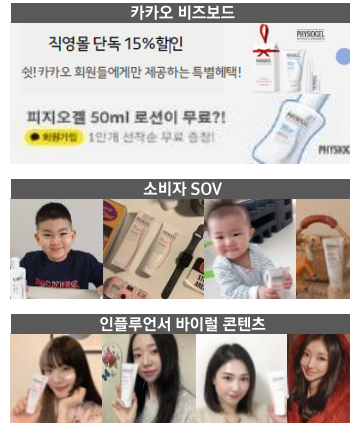 카카오 비즈보드
직영몰 단독 15%할인
쉿! 카카오 회원들에게만 제공하는 특별혜택!
PHYSIOGEL
피지오겔 50ml 로션이 무료?!
회원가입 1만개 선착순 무료 증정!
소비자 SOV
인플루언서 바이럴 콘텐츠